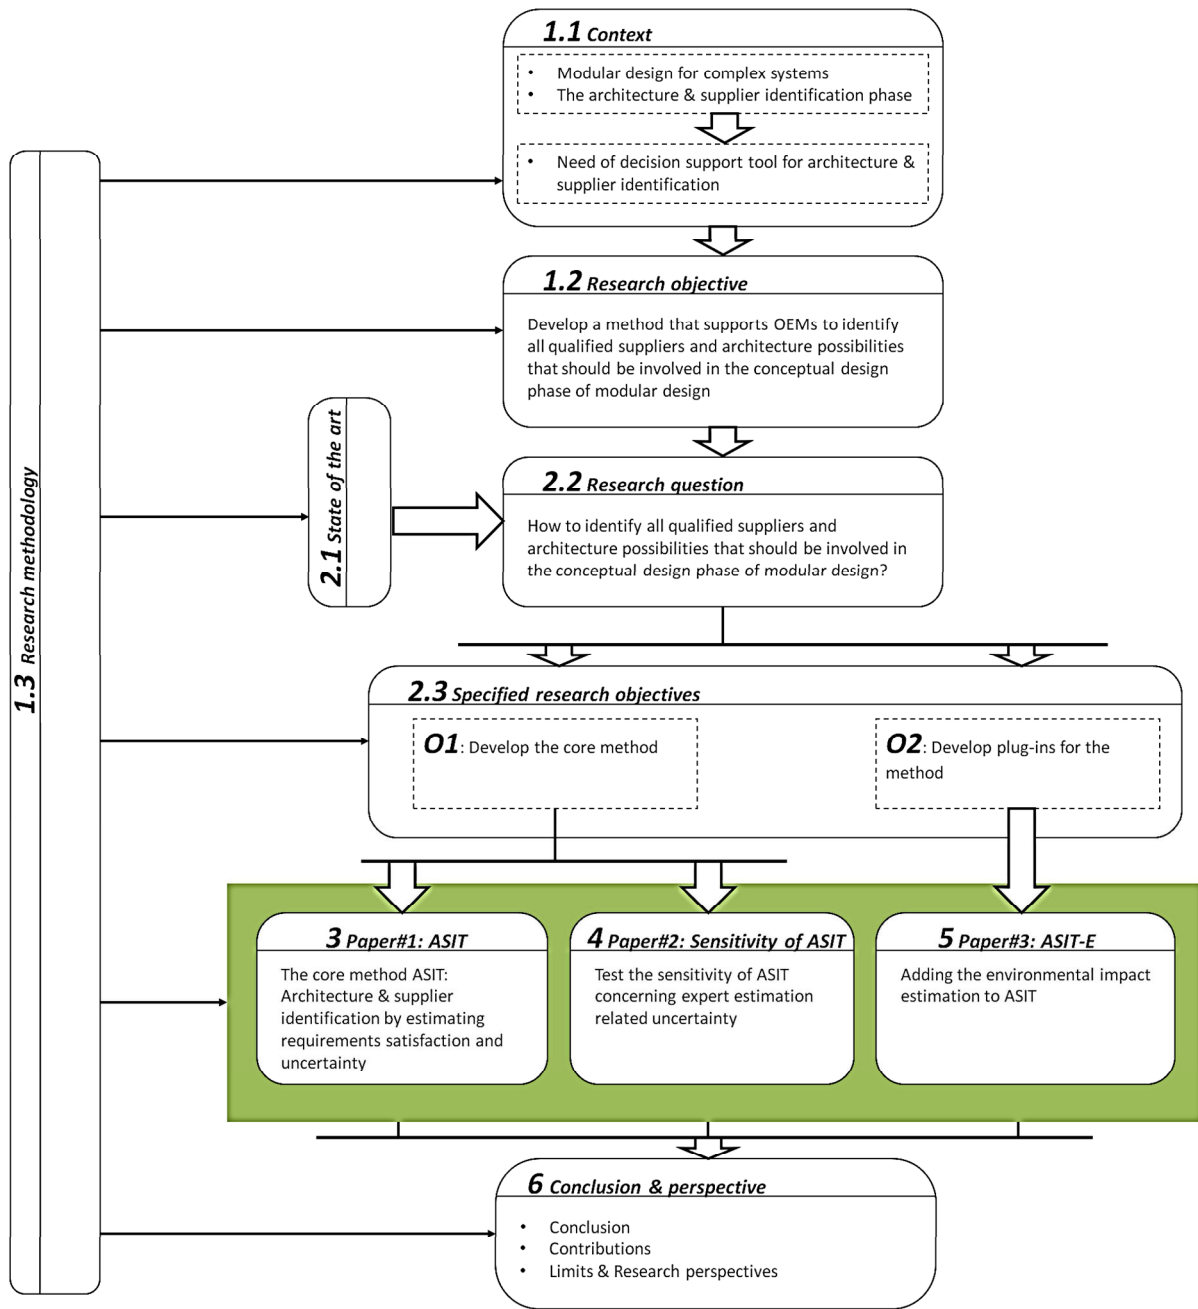 1.1 Context
• Modular design for complex systems
• The architecture & supplier identification phase
• Need of decision support tool for architecture &
supplier identification
1.2 Research objective
Develop a method that supports OEMs to identify
all qualified suppliers and architecture possibilities
that should be involved in the conceptual design
phase of modular design
1.3 Research methodology
2.1 State of the art
2.2 Research question
How to identify all qualified suppliers and
architecture possibilities that should be involved in
the conceptual design phase of modular design?
2.3 Specified research objectives
O1: Develop the core method
O2: Develop plug-ins for the
method
3 Paper#1: ASIT
The core method ASIT:
Architecture & supplier
identification by estimating
requirements satisfaction and
uncertainty
4 Paper#2: Sensitivity of ASIT
Test the sensitivity of ASIT
concerning expert estimation
related uncertainty
5 Paper#3: ASIT-E
Adding the environmental impact
estimation to ASIT
6 Conclusion & perspective
• Conclusion
• Contributions
• Limits & Research perspectives